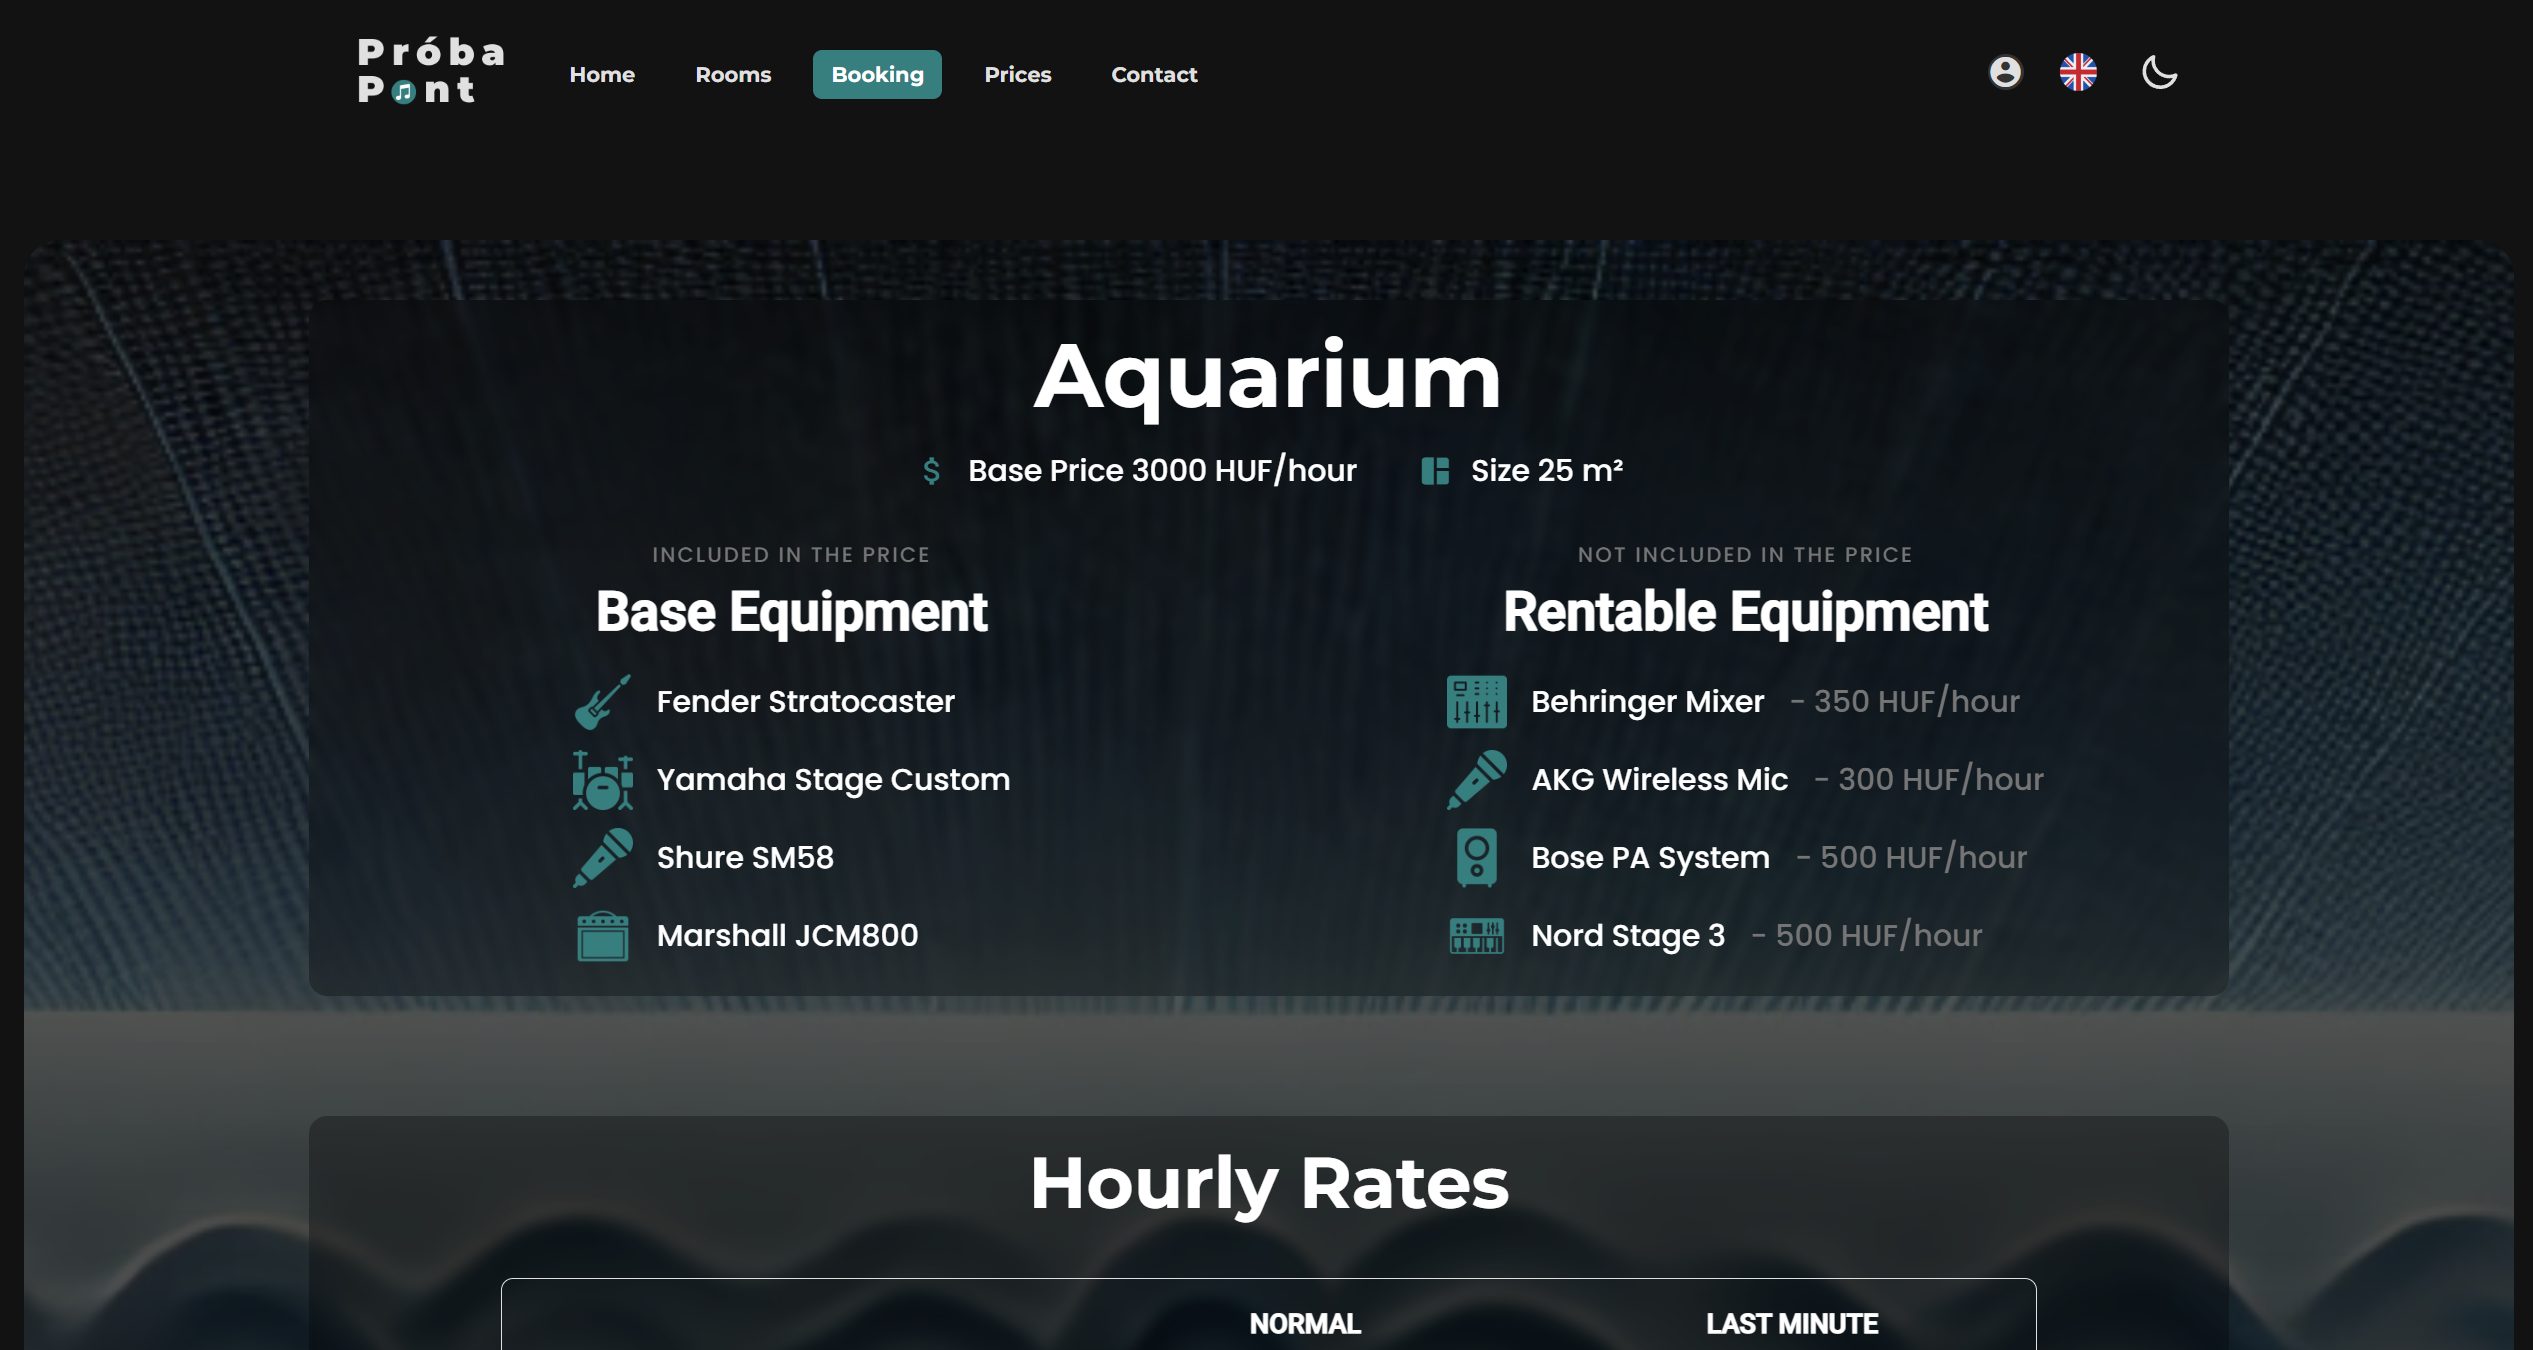 Próba
Pont
Home
Rooms
Booking
Prices
Contact
Aquarium
$ Base Price 3000 HUF/hour
Size 25 m²
INCLUDED IN THE PRICE
Base Equipment
Fender Stratocaster
Yamaha Stage Custom
Shure SM58
Marshall JCM800
NOT INCLUDED IN THE PRICE
Rentable Equipment
Behringer Mixer - 350 HUF/hour
AKG Wireless Mic - 300 HUF/hour
Bose PA System - 500 HUF/hour
Nord Stage 3 - 500 HUF/hour
Hourly Rates
NORMAL
LAST MINUTE